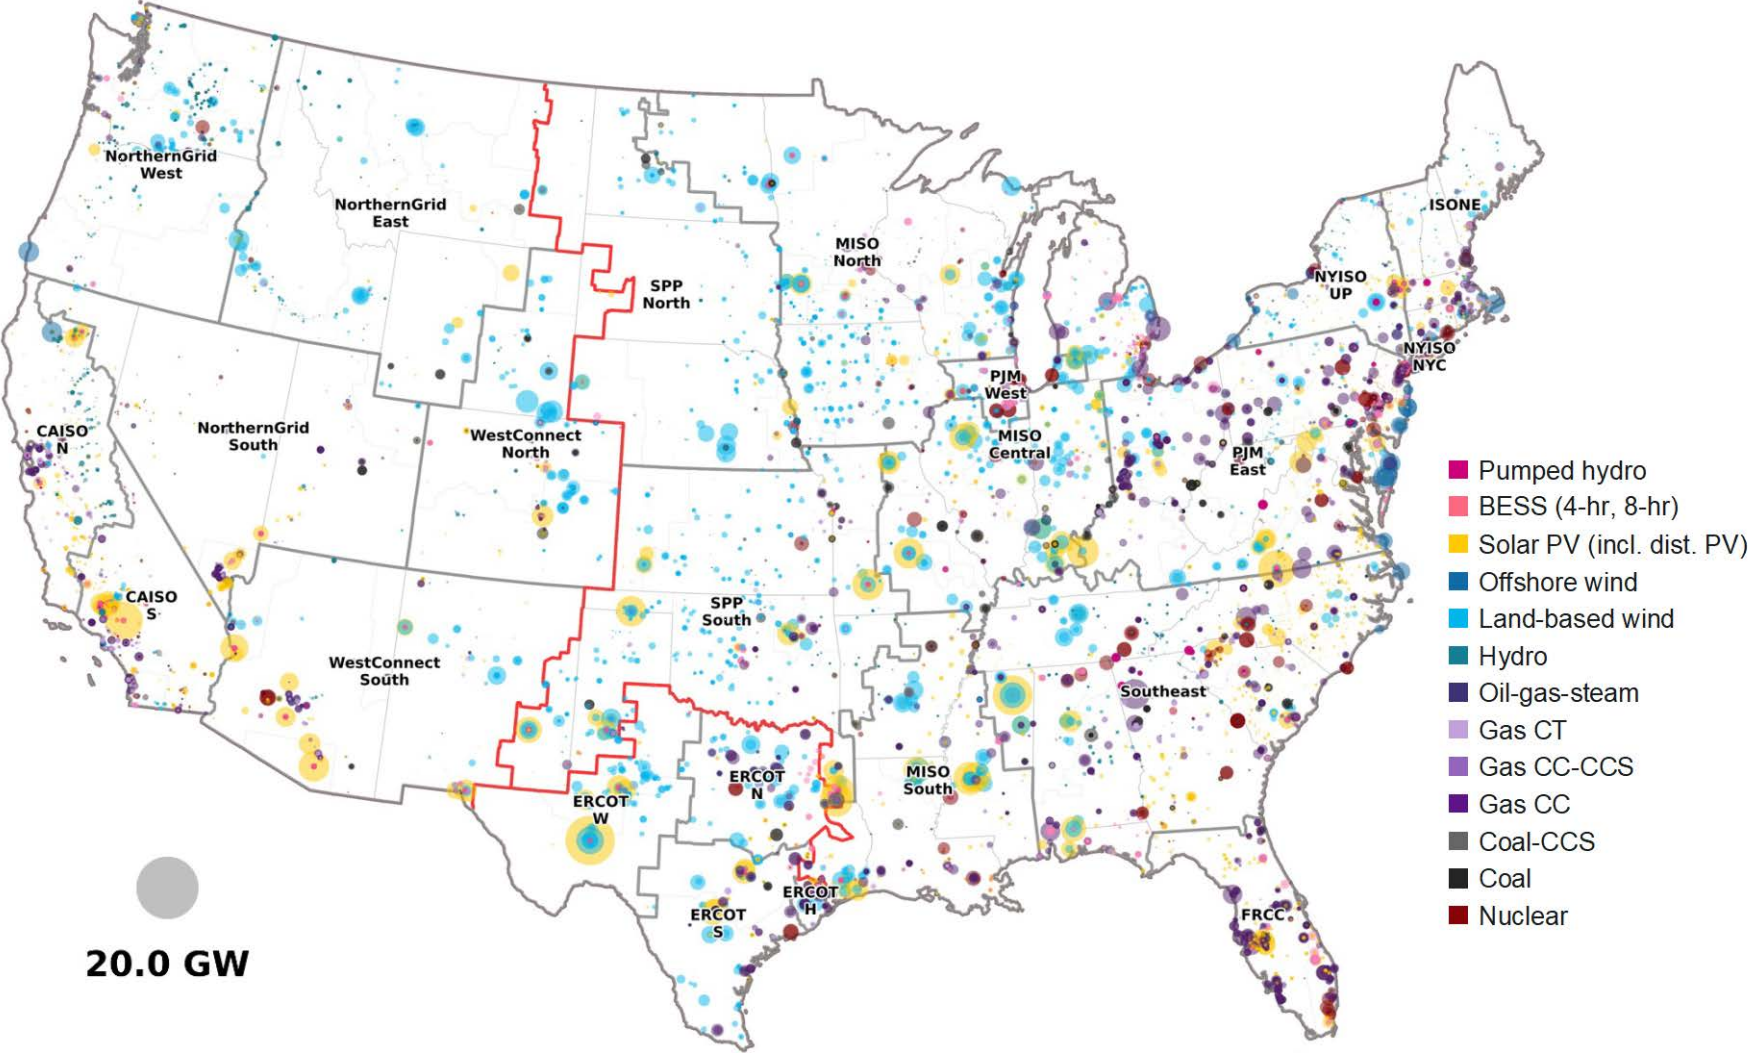 NorthernGrid
West
NorthernGrid
East
MISO
North
SPP
North
ISONE
NYISO
UP
NYISO
NYC
PJM
West
CAISO
N
NorthernGrid
South
WestConnect
North
MISO
Central
PJM
East
CAISO
S
SPP
South
WestConnect
South
Southeast
ERCOT
N
MISO
South
ERCOT
W
ERCOT
H
ERCOT
S
FRCC
20.0 GW
Pumped hydro
BESS (4-hr, 8-hr)
Solar PV (incl. dist. PV)
Offshore wind
Land-based wind
Hydro
Oil-gas-steam
Gas CT
Gas CC-CCS
Gas CC
Coal-CCS
Coal
Nuclear